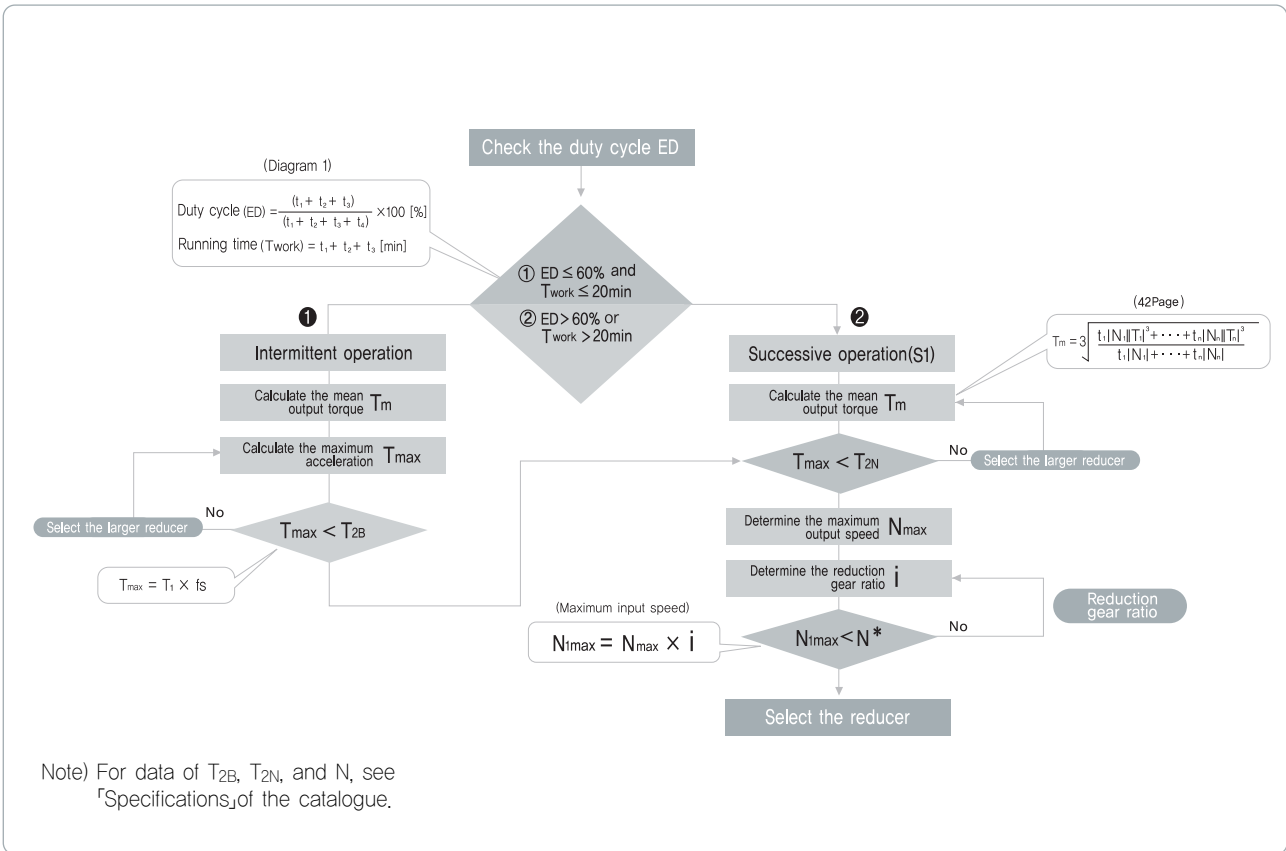 Check the duty cycle ED
(Diagram 1)
Duty cycle (ED) = (t₁ + t₂ + t₃) / (t₁ + t₂ + t₃ + t₄) ×100 [%]
Running time (Twork) = t₁ + t₂ + t₃ [min]
① ED ≤ 60% and
Twork ≤ 20min
② ED > 60% or
Twork > 20min
❶
Intermittent operation
Calculate the mean
output torque Tm
Calculate the maximum
acceleration Tmax
Select the larger reducer
No
Tmax < T2B
Tmax = T₁ × fs
❷
Successive operation(S1)
(42Page)
Tm = 3√((t₁|N₁||T₁|³ + ··· + tₙ|Nₙ||Tₙ|³) / (t₁|N₁| + ··· + tₙ|Nₙ|))
Calculate the mean
output torque Tm
Tmax < T2N
No
Select the larger reducer
Determine the maximum
output speed Nmax
Determine the reduction
gear ratio i
Reduction
gear ratio
(Maximum input speed)
N1max = Nmax × i
N1max < N*
No
Select the reducer
Note) For data of T2B, T2N, and N, see
「Specifications」of the catalogue.